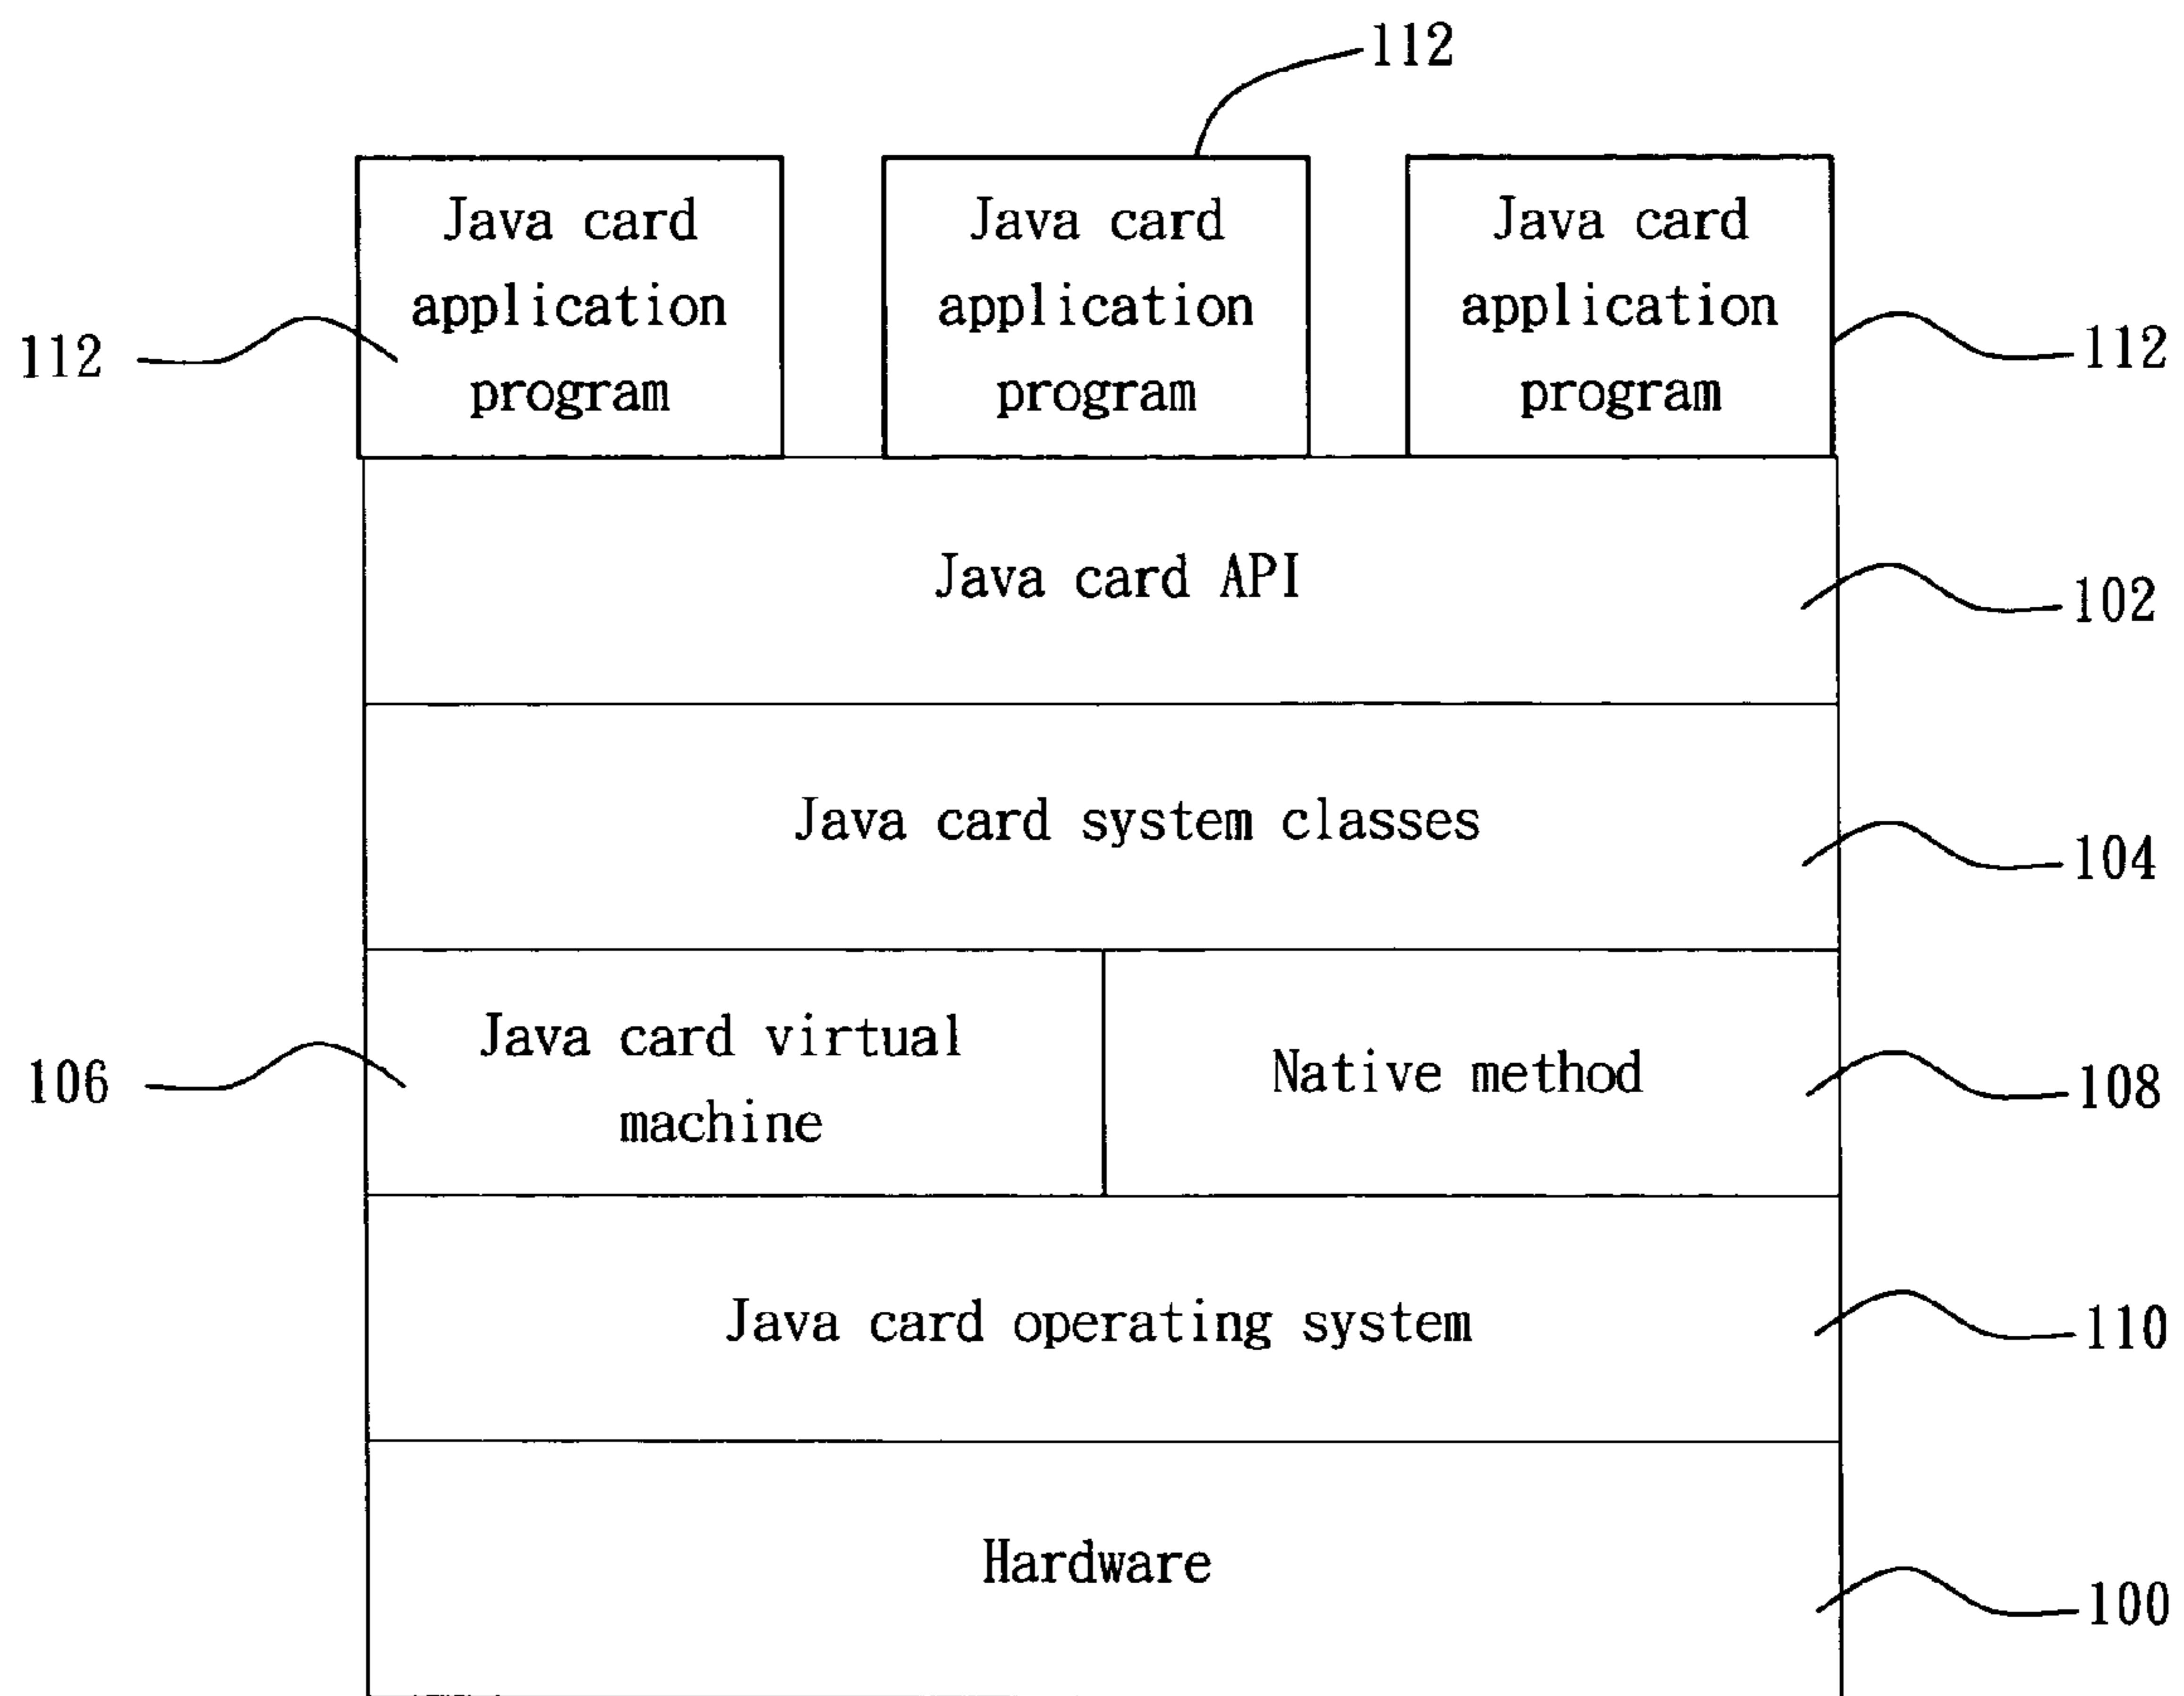 112
Java card
application
program
Java card
application
program
Java card
application
program
112
112
Java card API
102
Java card system classes
104
Java card virtual
machine
Native method
106
108
Java card operating system
110
Hardware
100